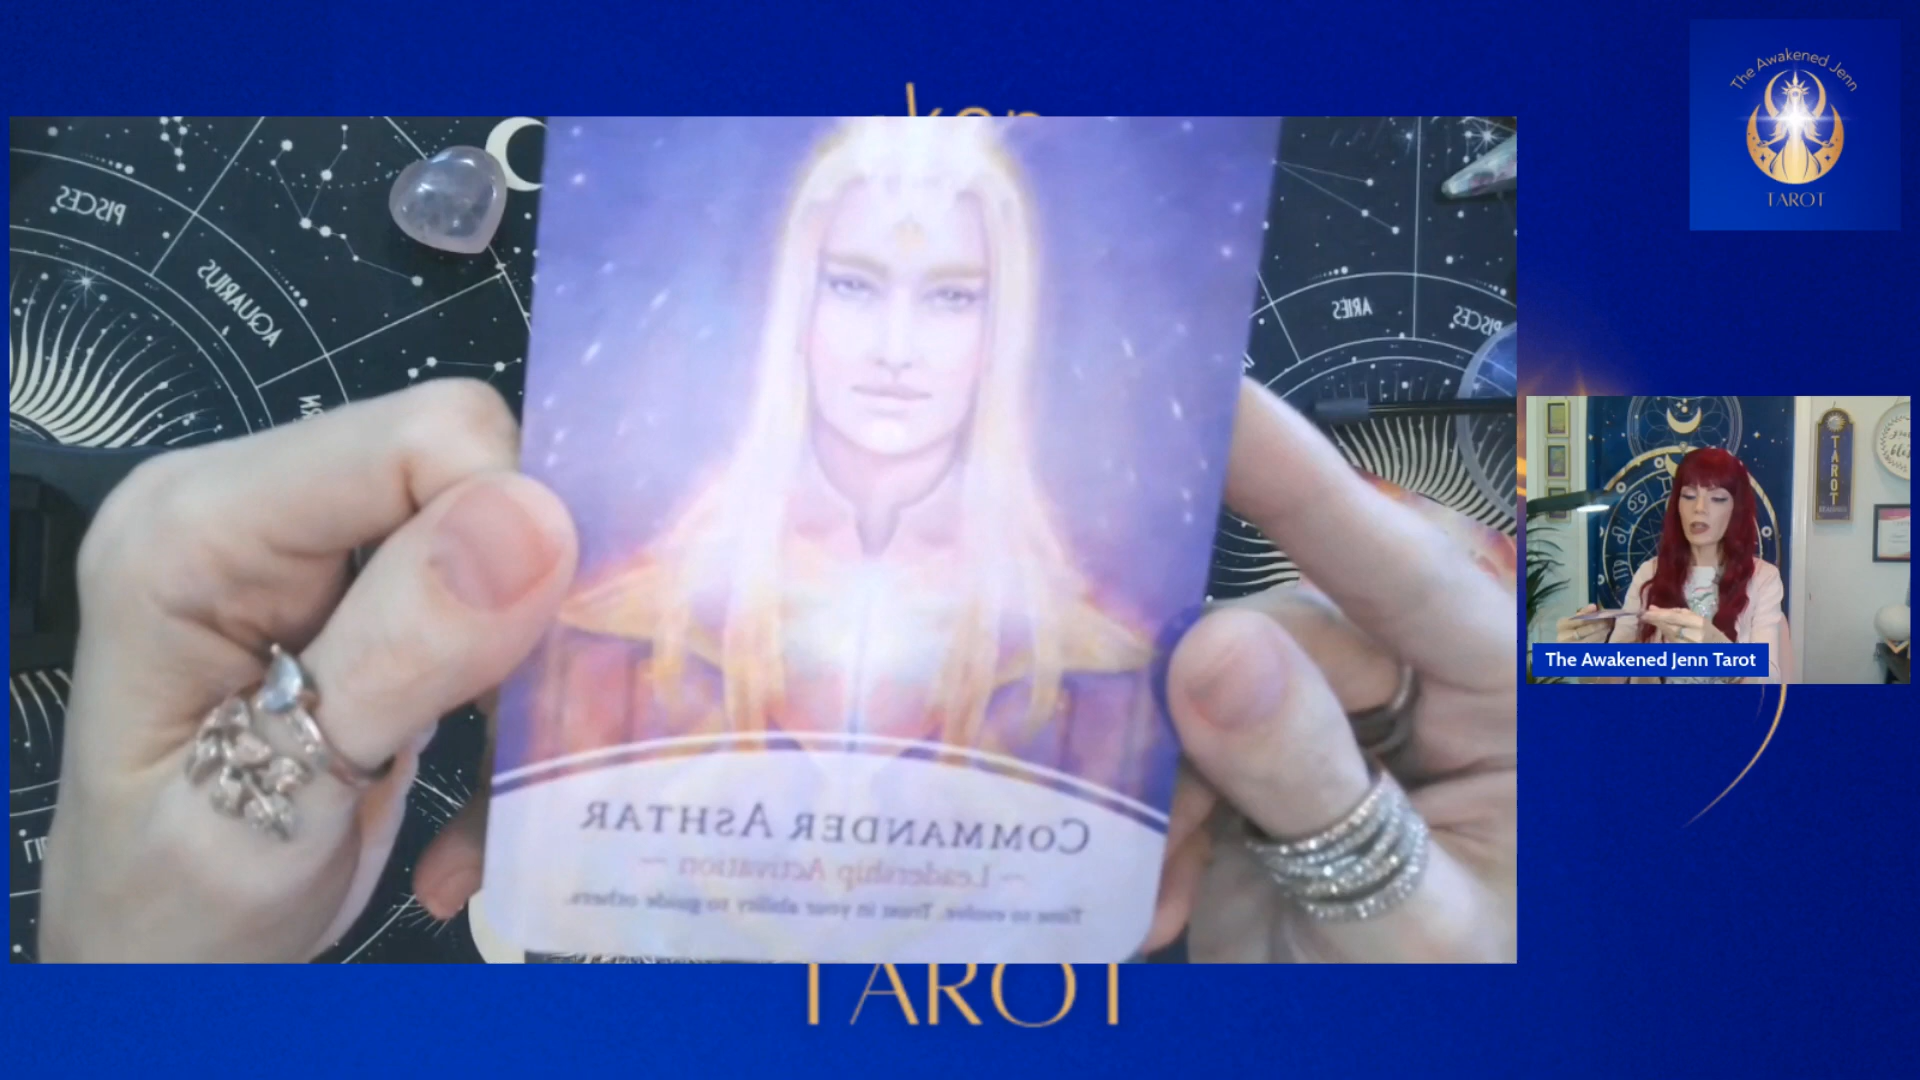 The Awakened Jenn
TAROT
ken
PISCES
AQUARIUS
ARIES
PISCES
COMMANDER ASHTAR
~ Leadership Activation ~
Time to evolve. Trust in your ability to guide others.
TAROT
The Awakened Jenn Tarot
TAROT